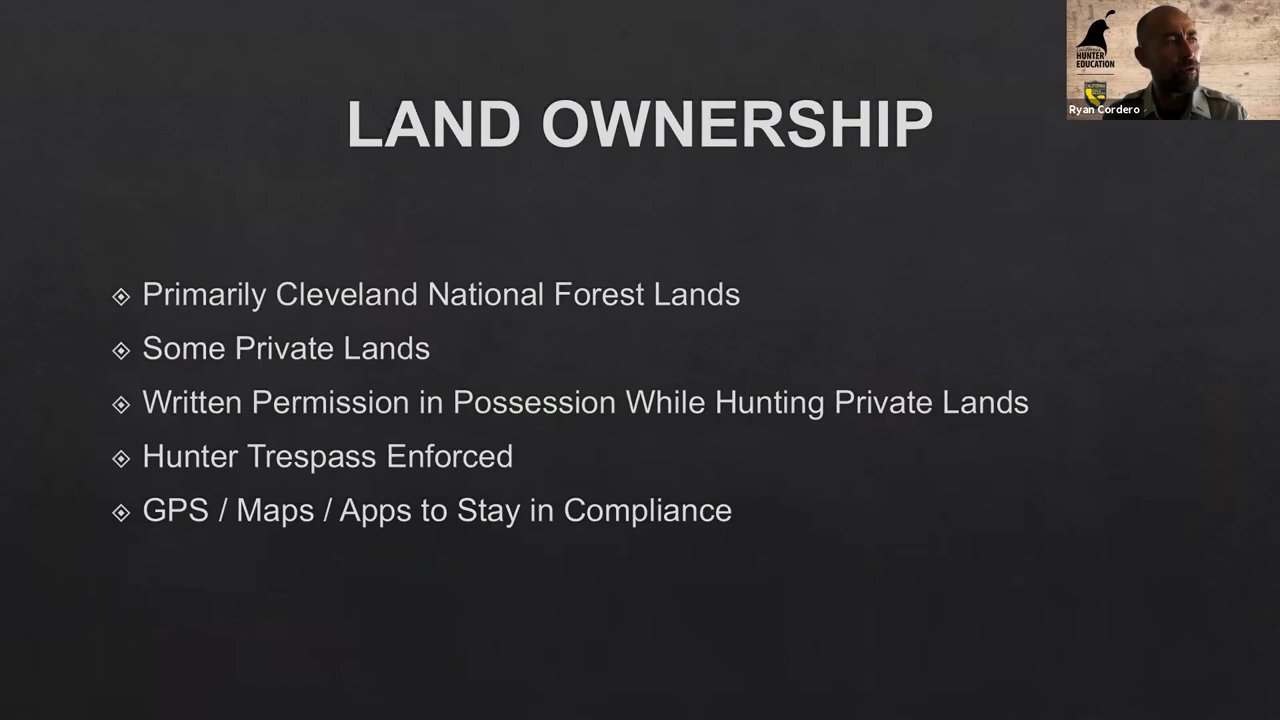 LAND OWNERSHIP
Primarily Cleveland National Forest Lands
Some Private Lands
Written Permission in Possession While Hunting Private Lands
Hunter Trespass Enforced
GPS / Maps / Apps to Stay in Compliance
HUNTER
EDUCATION
CALIFORNIA
Ryan Cordero